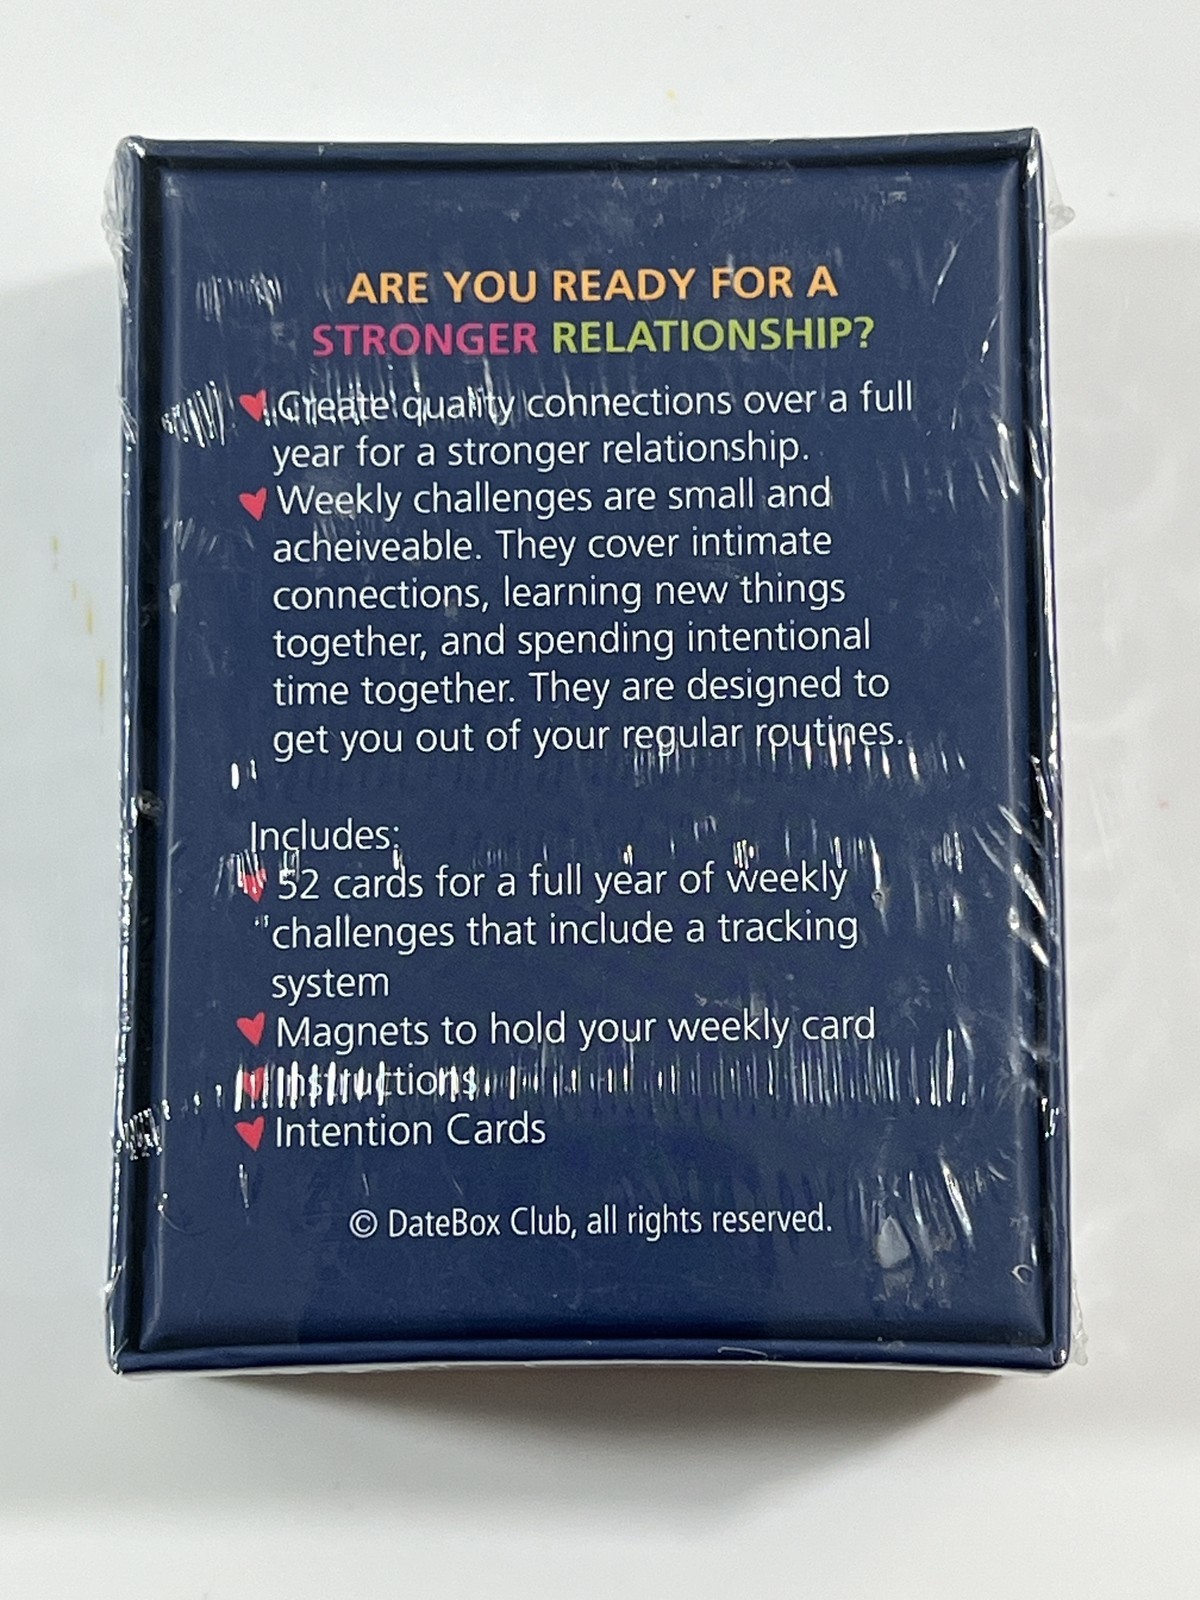 ARE YOU READY FOR A
STRONGER RELATIONSHIP?
Create quality connections over a full
year for a stronger relationship.
Weekly challenges are small and
acheiveable. They cover intimate
connections, learning new things
together, and spending intentional
time together. They are designed to
get you out of your regular routines.
Includes:
52 cards for a full year of weekly
challenges that include a tracking
system
Magnets to hold your weekly card
Instructions
Intention Cards
© DateBox Club, all rights reserved.